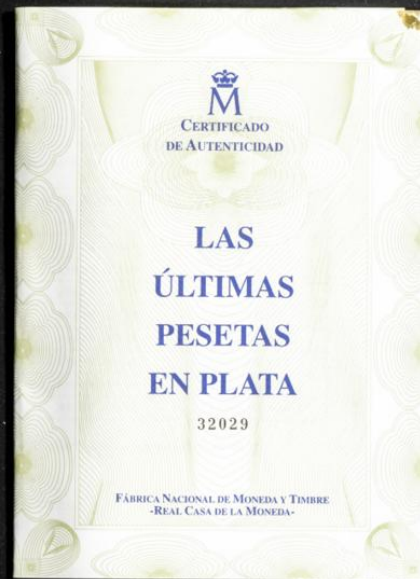 M
CERTIFICADO
DE AUTENTICIDAD
LAS
ÚLTIMAS
PESETAS
EN PLATA
32029
FÁBRICA NACIONAL DE MONEDA Y TIMBRE
-REAL CASA DE LA MONEDA-